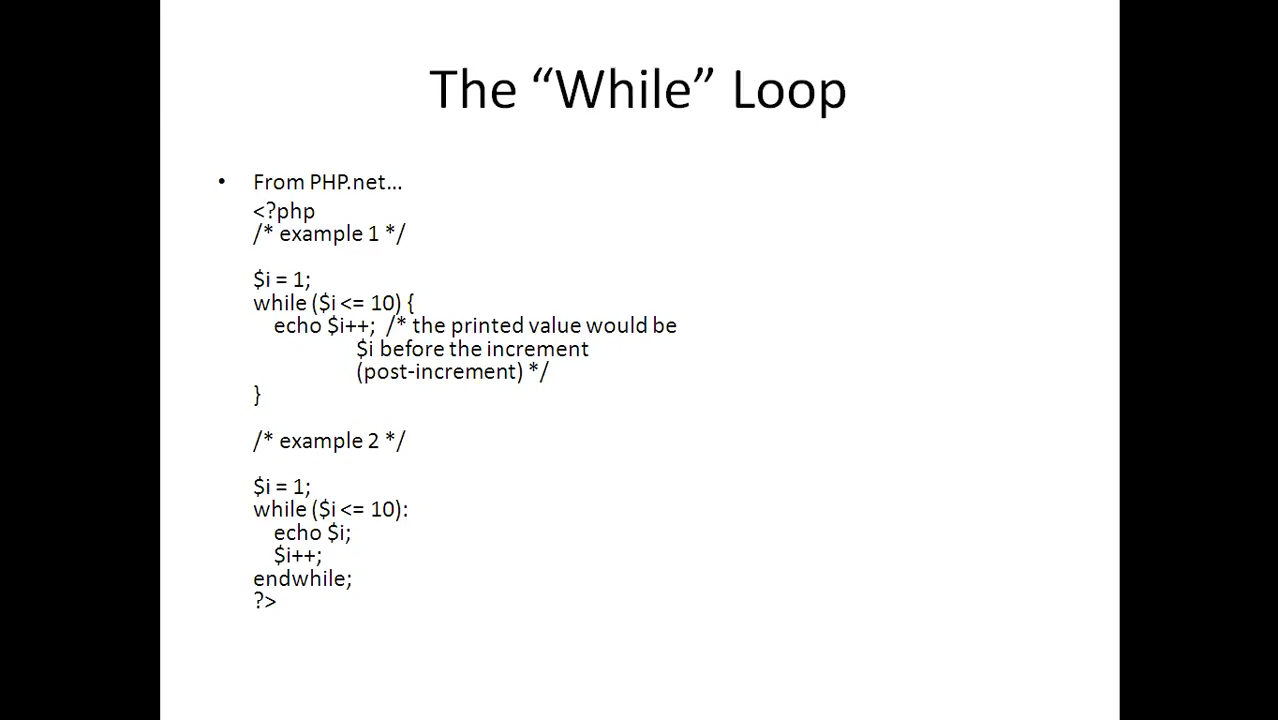 The “While” Loop
• From PHP.net…
<?php
/* example 1 */
$i = 1;
while ($i <= 10) {
echo $i++; /* the printed value would be
$i before the increment
(post-increment) */
}
/* example 2 */
$i = 1;
while ($i <= 10):
echo $i;
$i++;
endwhile;
?>